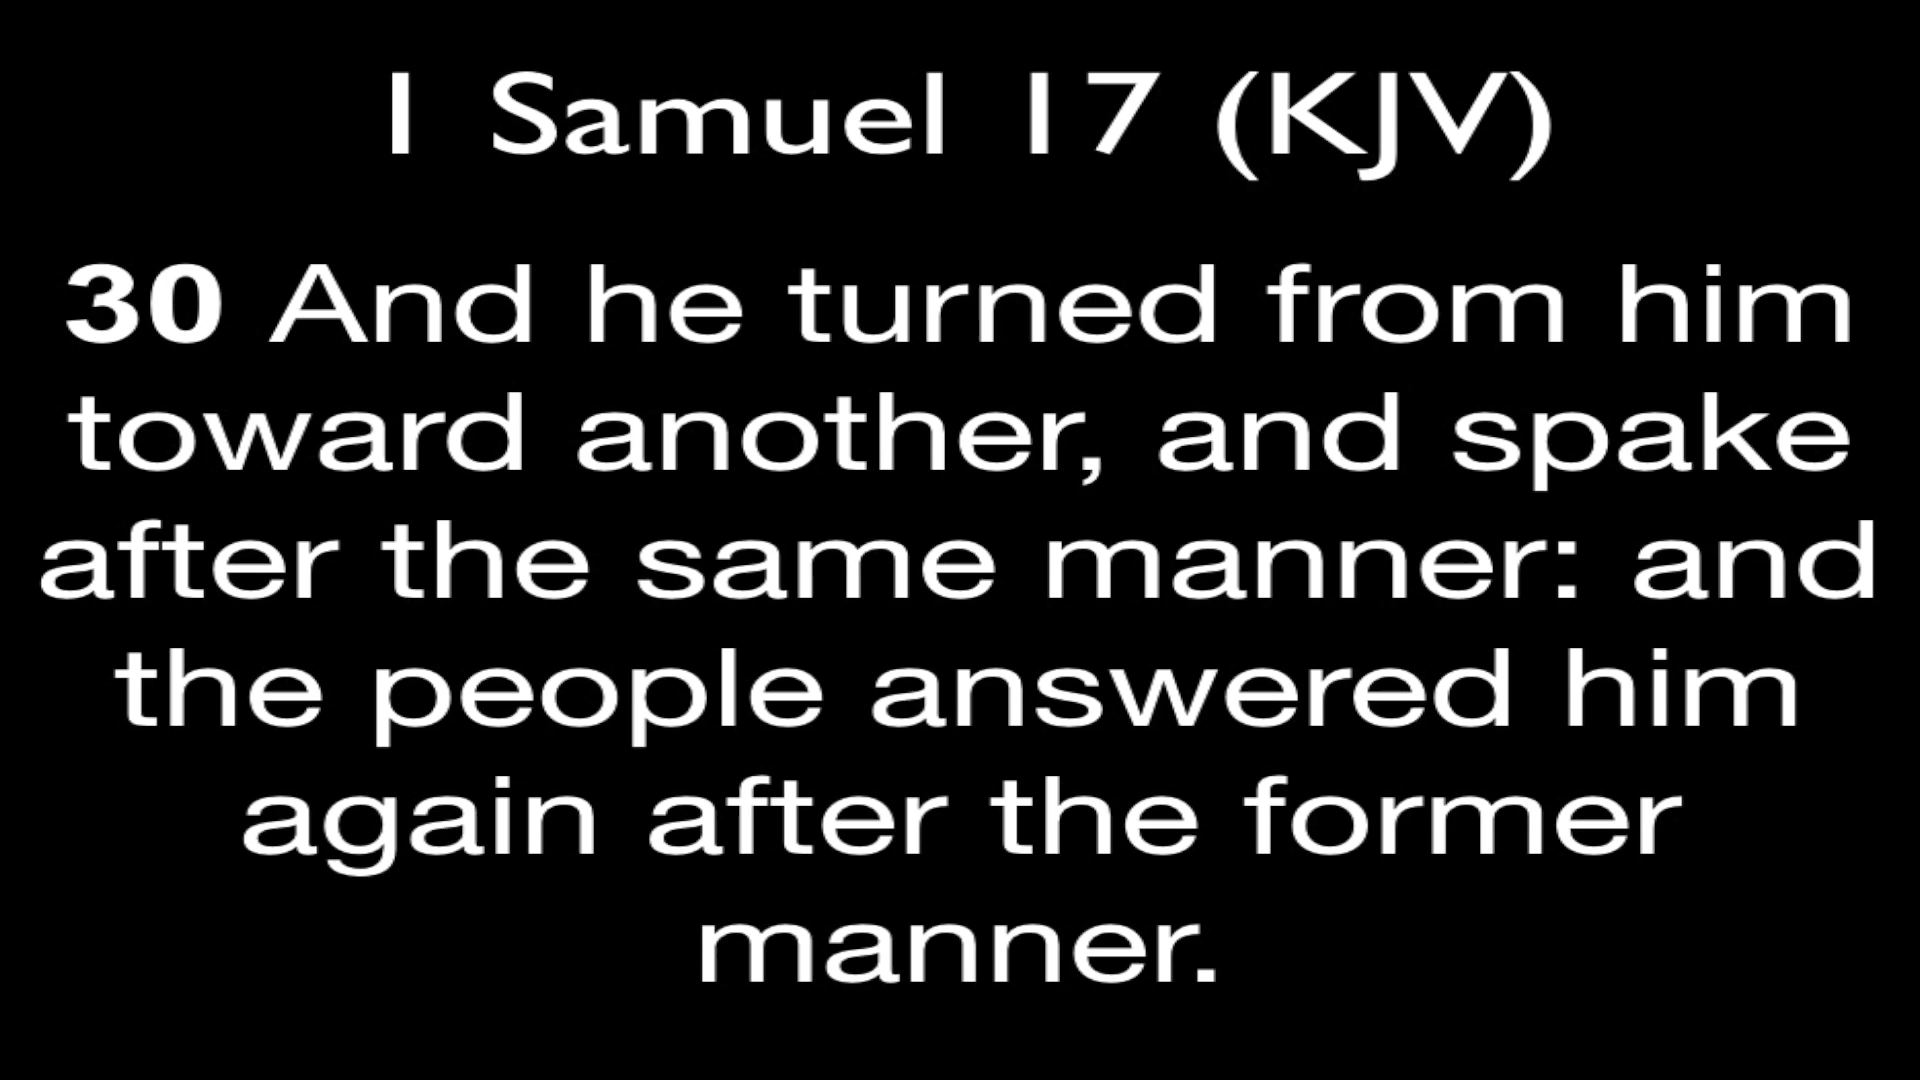 1 Samuel 17 (KJV)
30 And he turned from him
toward another, and spake
after the same manner: and
the people answered him
again after the former
manner.